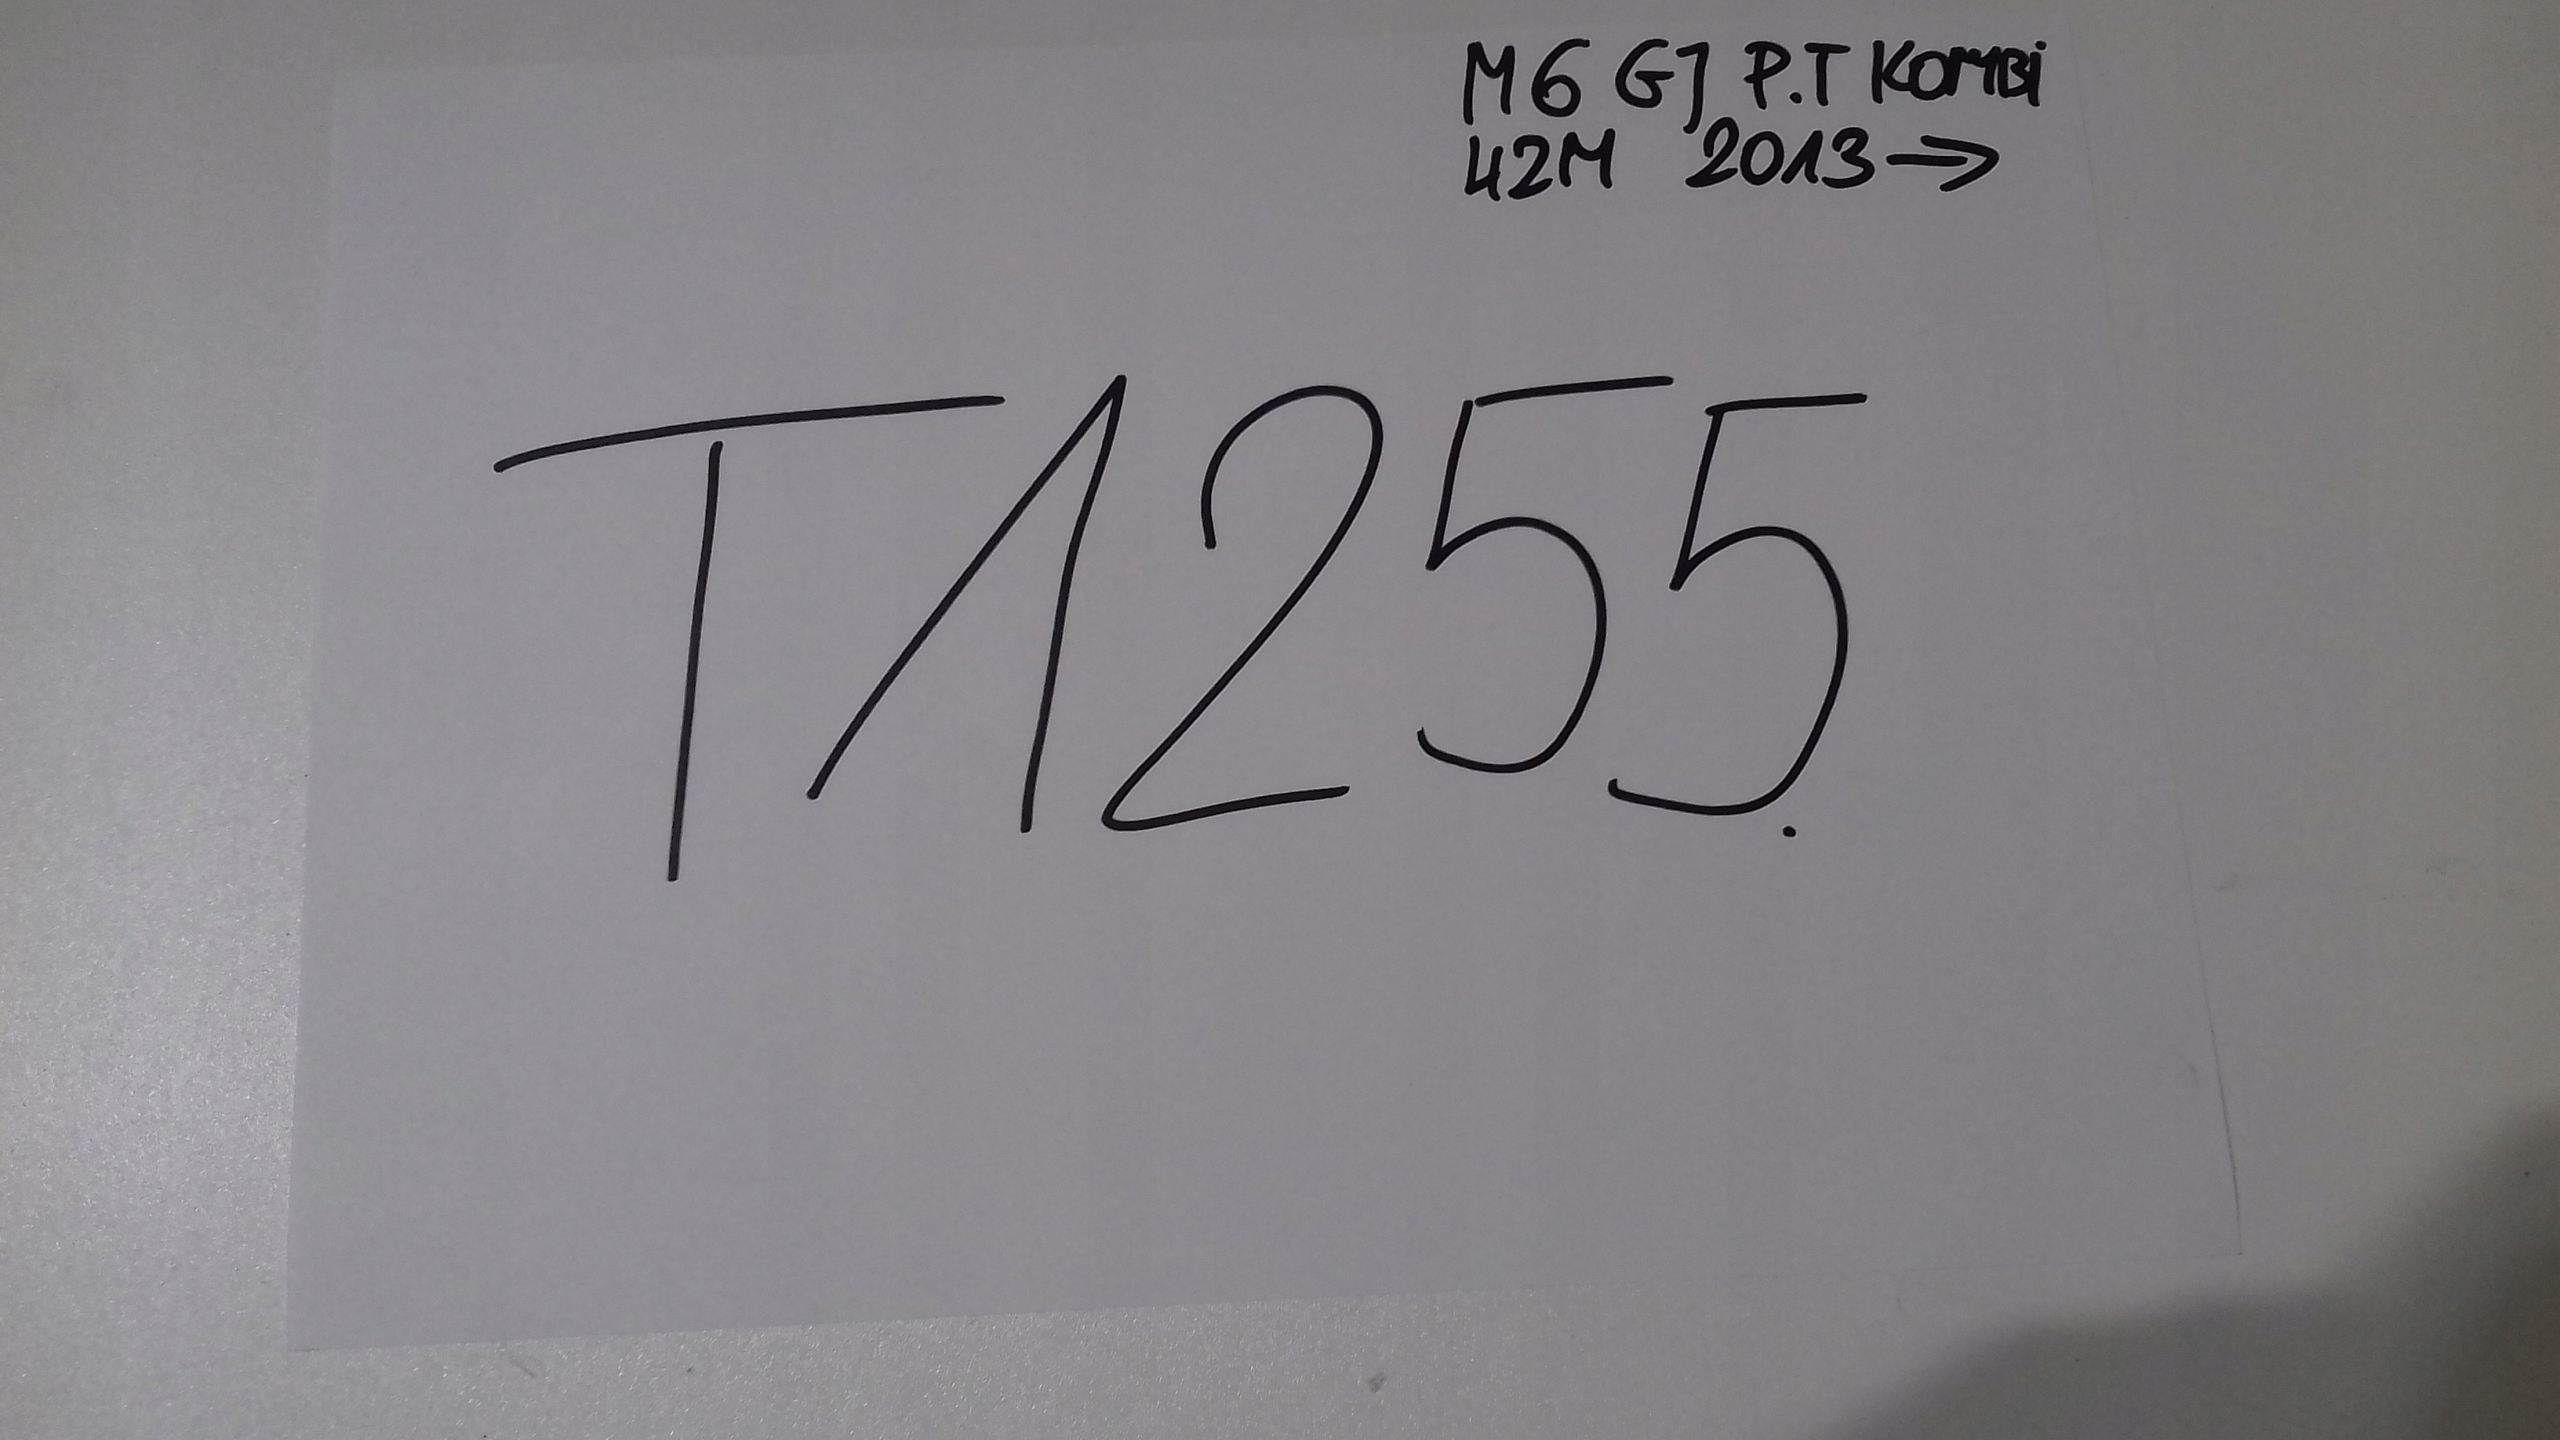 M6 GJ P.T KOMBi
42M 2013→
T1255.